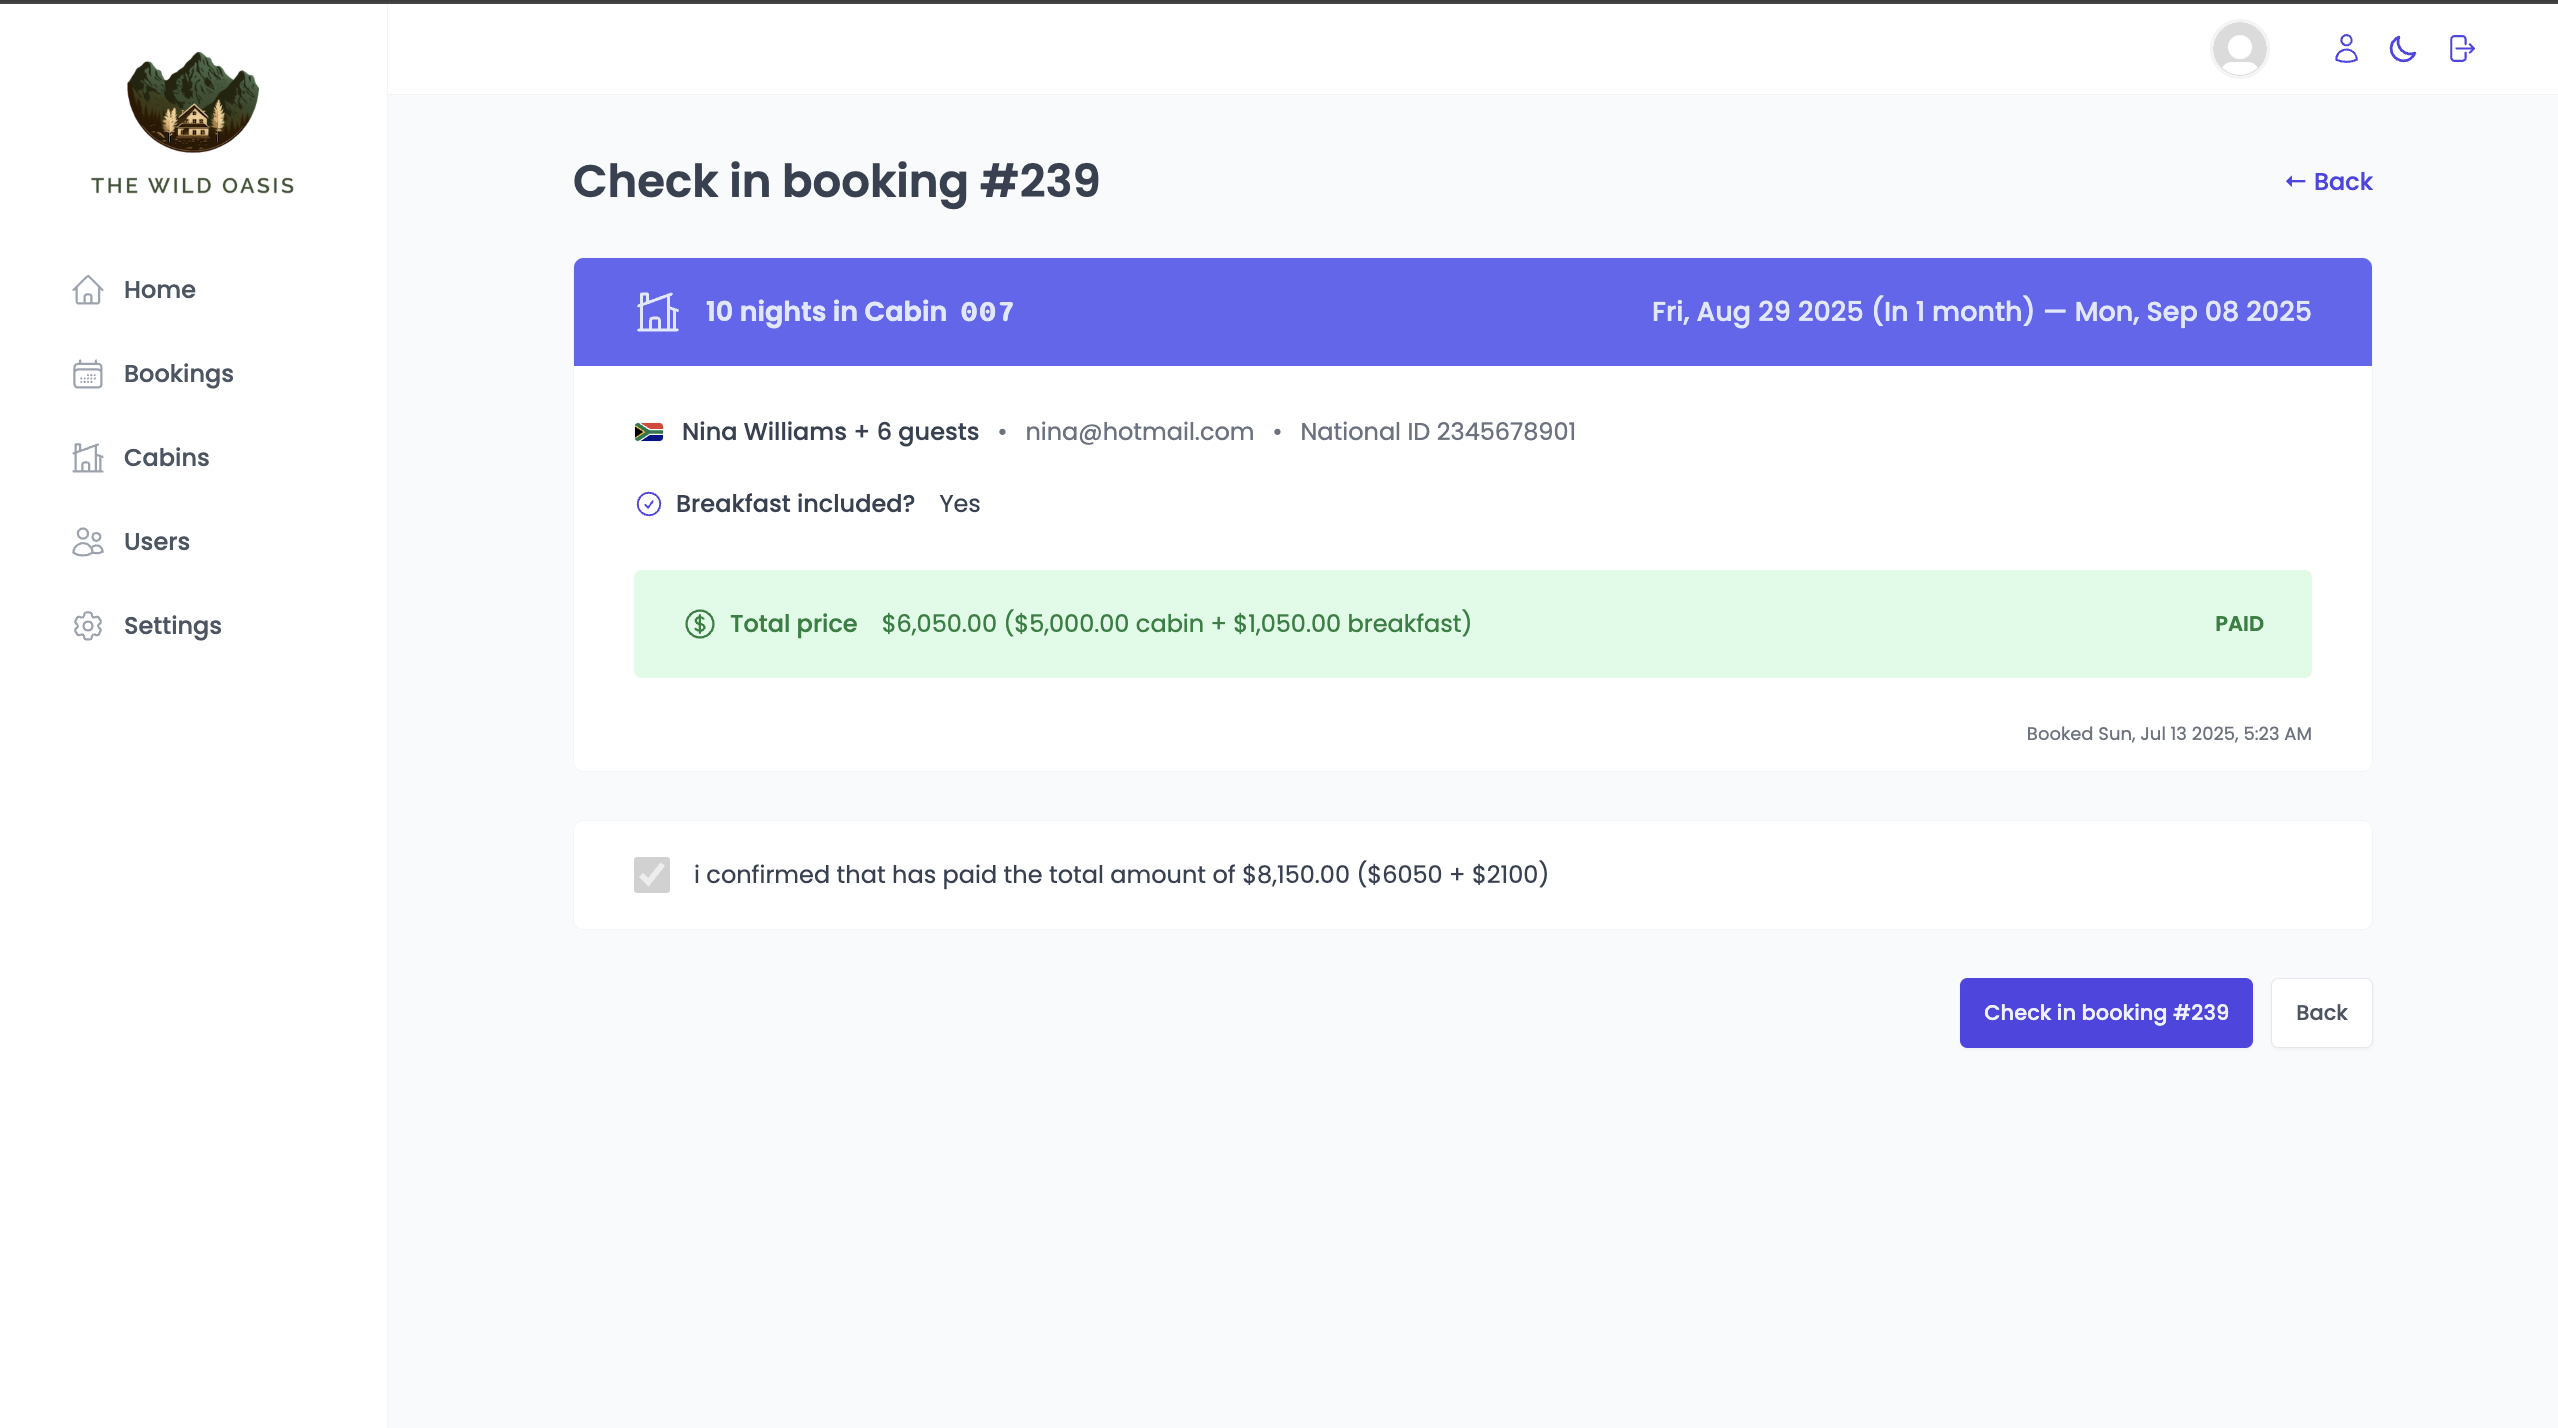 THE WILD OASIS
Home
Bookings
Cabins
Users
Settings
Check in booking #239
← Back
10 nights in Cabin 007
Fri, Aug 29 2025 (In 1 month) — Mon, Sep 08 2025
Nina Williams + 6 guests • nina@hotmail.com • National ID 2345678901
Breakfast included? Yes
Total price $6,050.00 ($5,000.00 cabin + $1,050.00 breakfast)
PAID
Booked Sun, Jul 13 2025, 5:23 AM
i confirmed that has paid the total amount of $8,150.00 ($6050 + $2100)
Check in booking #239
Back